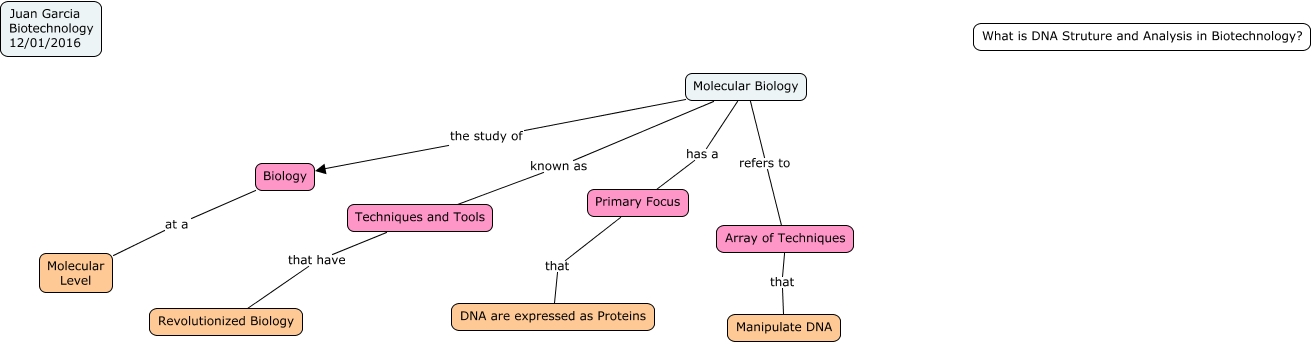 Juan Garcia
Biotechnology
12/01/2016
What is DNA Struture and Analysis in Biotechnology?
Molecular Biology
the study of
known as
has a
refers to
Biology
Techniques and Tools
Primary Focus
Array of Techniques
at a
that have
that
that
Molecular
Level
Revolutionized Biology
DNA are expressed as Proteins
Manipulate DNA